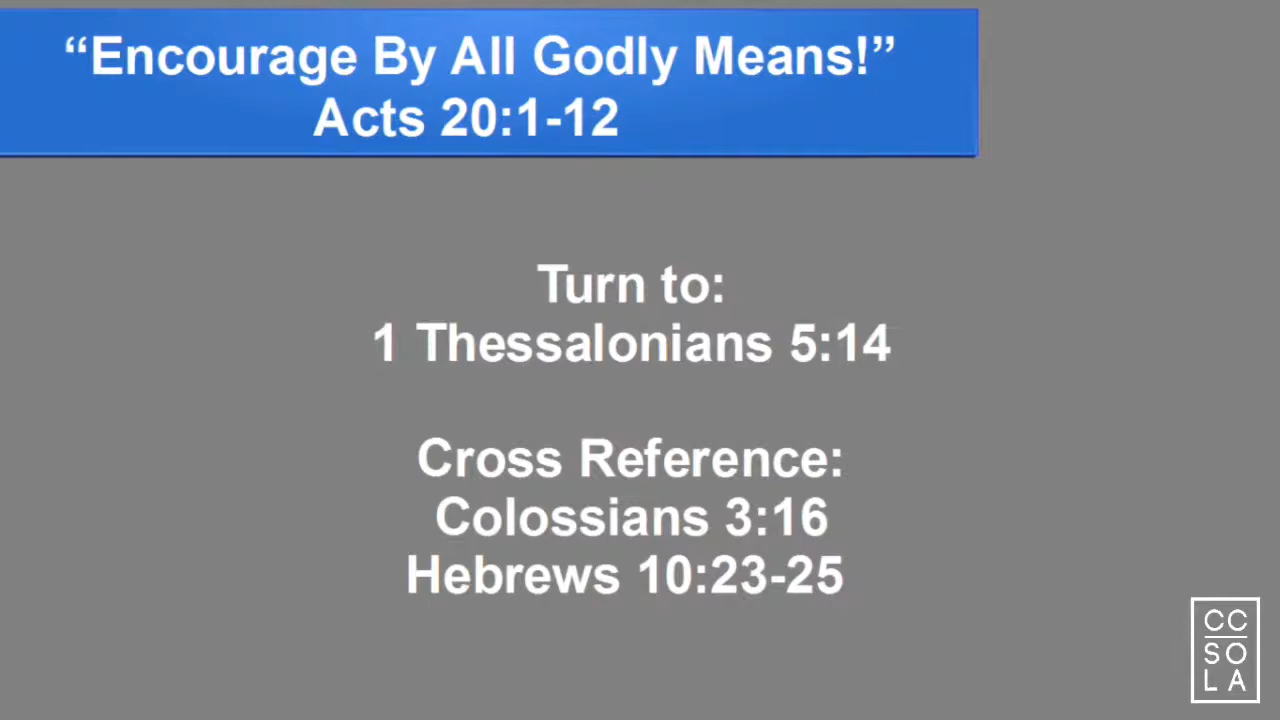 “Encourage By All Godly Means!”
Acts 20:1-12
Turn to:
1 Thessalonians 5:14
Cross Reference:
Colossians 3:16
Hebrews 10:23-25
CC
SO
LA